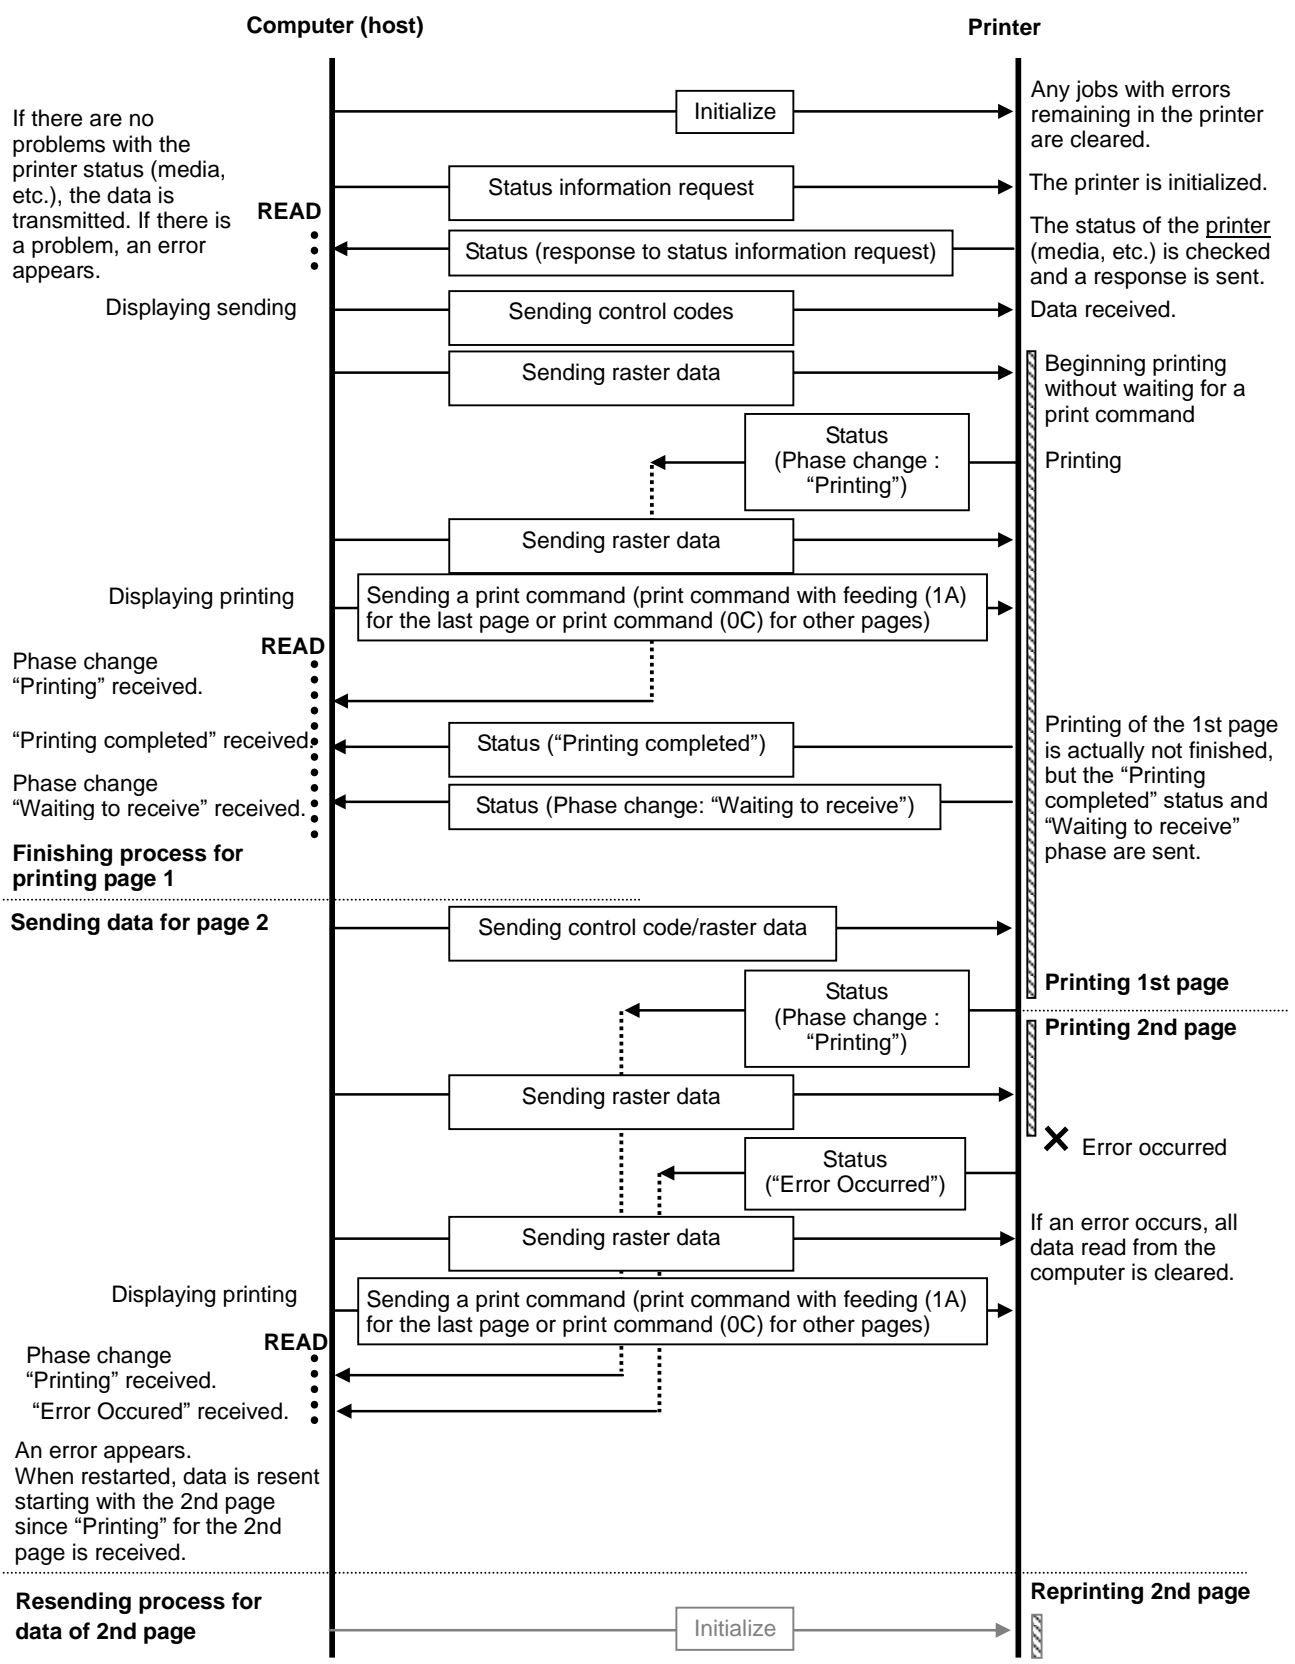 Computer (host)
Printer
Initialize
Any jobs with errors
remaining in the printer
are cleared.
If there are no
problems with the
printer status (media,
etc.), the data is
transmitted. If there is
a problem, an error
appears.
Status information request
The printer is initialized.
READ
Status (response to status information request)
The status of the printer
(media, etc.) is checked
and a response is sent.
Displaying sending
Sending control codes
Data received.
Sending raster data
Beginning printing
without waiting for a
print command
Status
(Phase change :
“Printing”)
Printing
Sending raster data
Displaying printing
Sending a print command (print command with feeding (1A)
for the last page or print command (0C) for other pages)
READ
Phase change
“Printing” received.
“Printing completed” received.
Status (“Printing completed”)
Phase change
“Waiting to receive” received.
Status (Phase change: “Waiting to receive”)
Printing of the 1st page
is actually not finished,
but the “Printing
completed” status and
“Waiting to receive”
phase are sent.
Finishing process for
printing page 1
Sending data for page 2
Sending control code/raster data
Printing 1st page
Status
(Phase change :
“Printing”)
Printing 2nd page
Sending raster data
Error occurred
Status
(“Error Occurred”)
Sending raster data
If an error occurs, all
data read from the
computer is cleared.
Displaying printing
Sending a print command (print command with feeding (1A)
for the last page or print command (0C) for other pages)
READ
Phase change
“Printing” received.
“Error Occured” received.
An error appears.
When restarted, data is resent
starting with the 2nd page
since “Printing” for the 2nd
page is received.
Resending process for
data of 2nd page
Reprinting 2nd page
Initialize